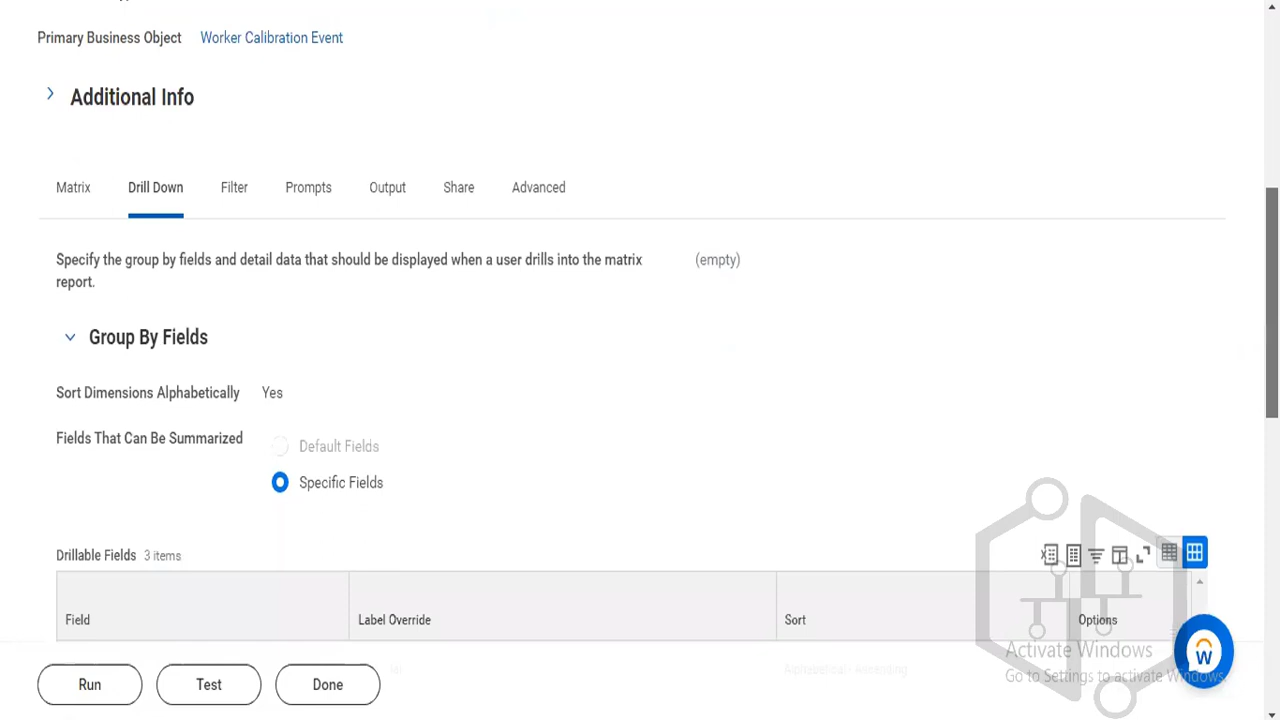 Primary Business Object Worker Calibration Event
Additional Info
Matrix Drill Down Filter Prompts Output Share Advanced
Specify the group by fields and detail data that should be displayed when a user drills into the matrix (empty)
report.
Group By Fields
Sort Dimensions Alphabetically Yes
Fields That Can Be Summarized
Default Fields
Specific Fields
Drillable Fields 3 items
Field Label Override Sort Options
Activate Windows
Go to Settings to activate Windows.
Run Test Done